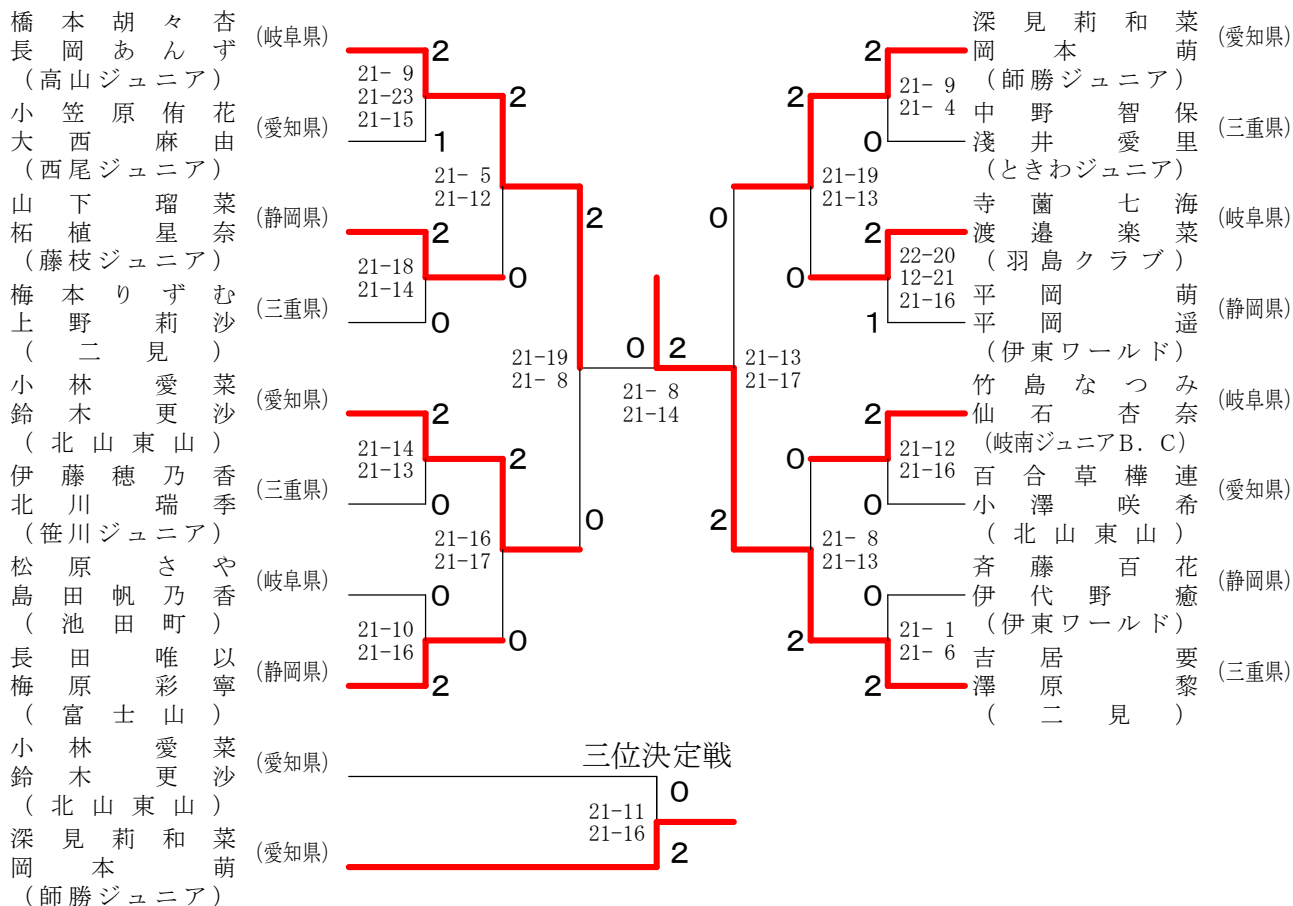 橋本胡々杏
長岡あんず
(高山ジュニア)
(岐阜県)
2
21- 9
21-23
21-15
小笠原侑花
大西麻由
(西尾ジュニア)
(愛知県)
1
2
21- 5
21-12
山下瑠菜
柘植星奈
(藤枝ジュニア)
(静岡県)
2
21-18
21-14
0
梅本りずむ
上野莉沙
(二見)
(三重県)
0
2
21-19
21- 8
小林愛菜
鈴木更沙
(北山東山)
(愛知県)
2
21-14
21-13
2
伊藤穂乃香
北川瑞季
(笹川ジュニア)
(三重県)
0
0
21-16
21-17
松原さや
島田帆乃香
(池田町)
(岐阜県)
0
21-10
21-16
0
長田唯以
梅原彩寧
(富士山)
(静岡県)
2
0
2
21- 8
21-14
深見莉和菜
岡本萌
(師勝ジュニア)
(愛知県)
2
21- 9
21- 4
2
中野智保
淺井愛里
(ときわジュニア)
(三重県)
0
0
21-19
21-13
寺薗七海
渡邉楽菜
(羽島クラブ)
(岐阜県)
2
22-20
12-21
21-16
0
平岡萌
平岡遥
(伊東ワールド)
(静岡県)
1
21-13
21-17
竹島なつみ
仙石杏奈
(岐南ジュニアB.C)
(岐阜県)
2
21-12
21-16
0
百合草樺連
小澤咲希
(北山東山)
(愛知県)
0
2
21- 8
21-13
斉藤百花
伊代野癒
(伊東ワールド)
(静岡県)
0
21- 1
21- 6
2
吉居要
澤原黎
(二見)
(三重県)
2
三位決定戦
小林愛菜
鈴木更沙
(北山東山)
(愛知県)
0
21-11
21-16
深見莉和菜
岡本萌
(師勝ジュニア)
(愛知県)
2